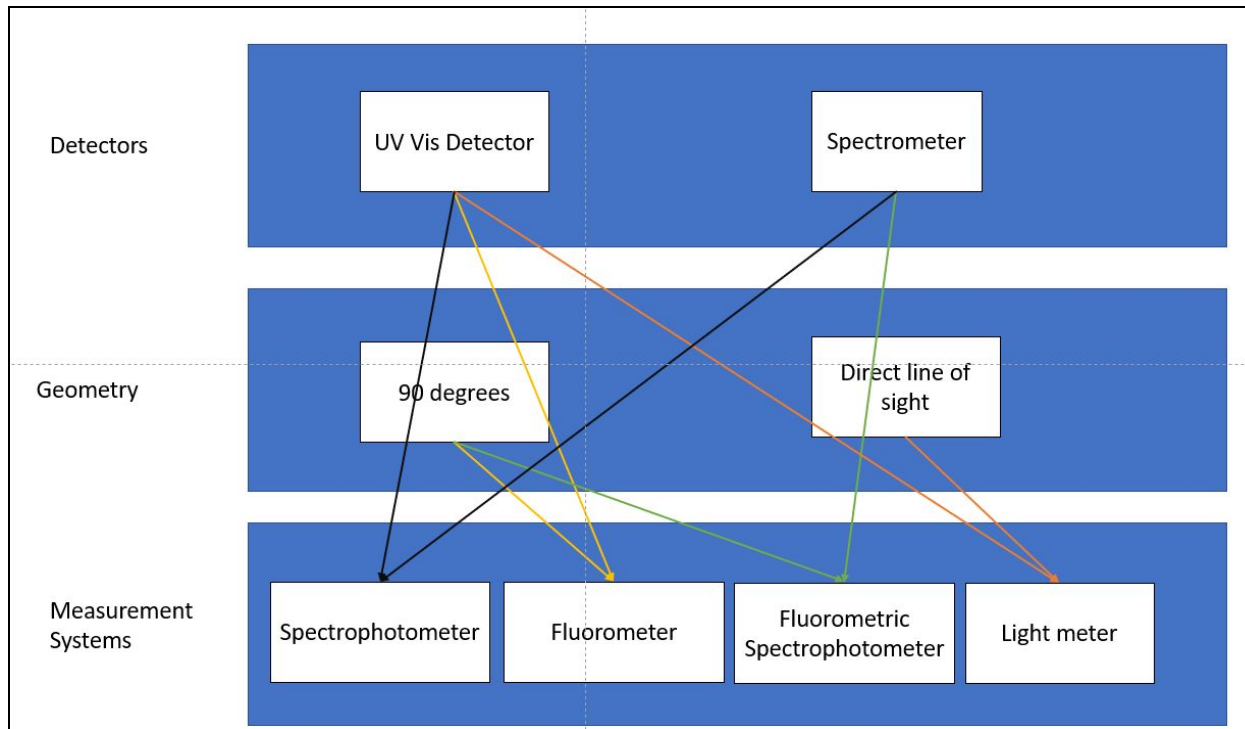 Detectors
UV Vis Detector
Spectrometer
Geometry
90 degrees
Direct line of
sight
Measurement
Systems
Spectrophotometer
Fluorometer
Fluorometric
Spectrophotometer
Light meter